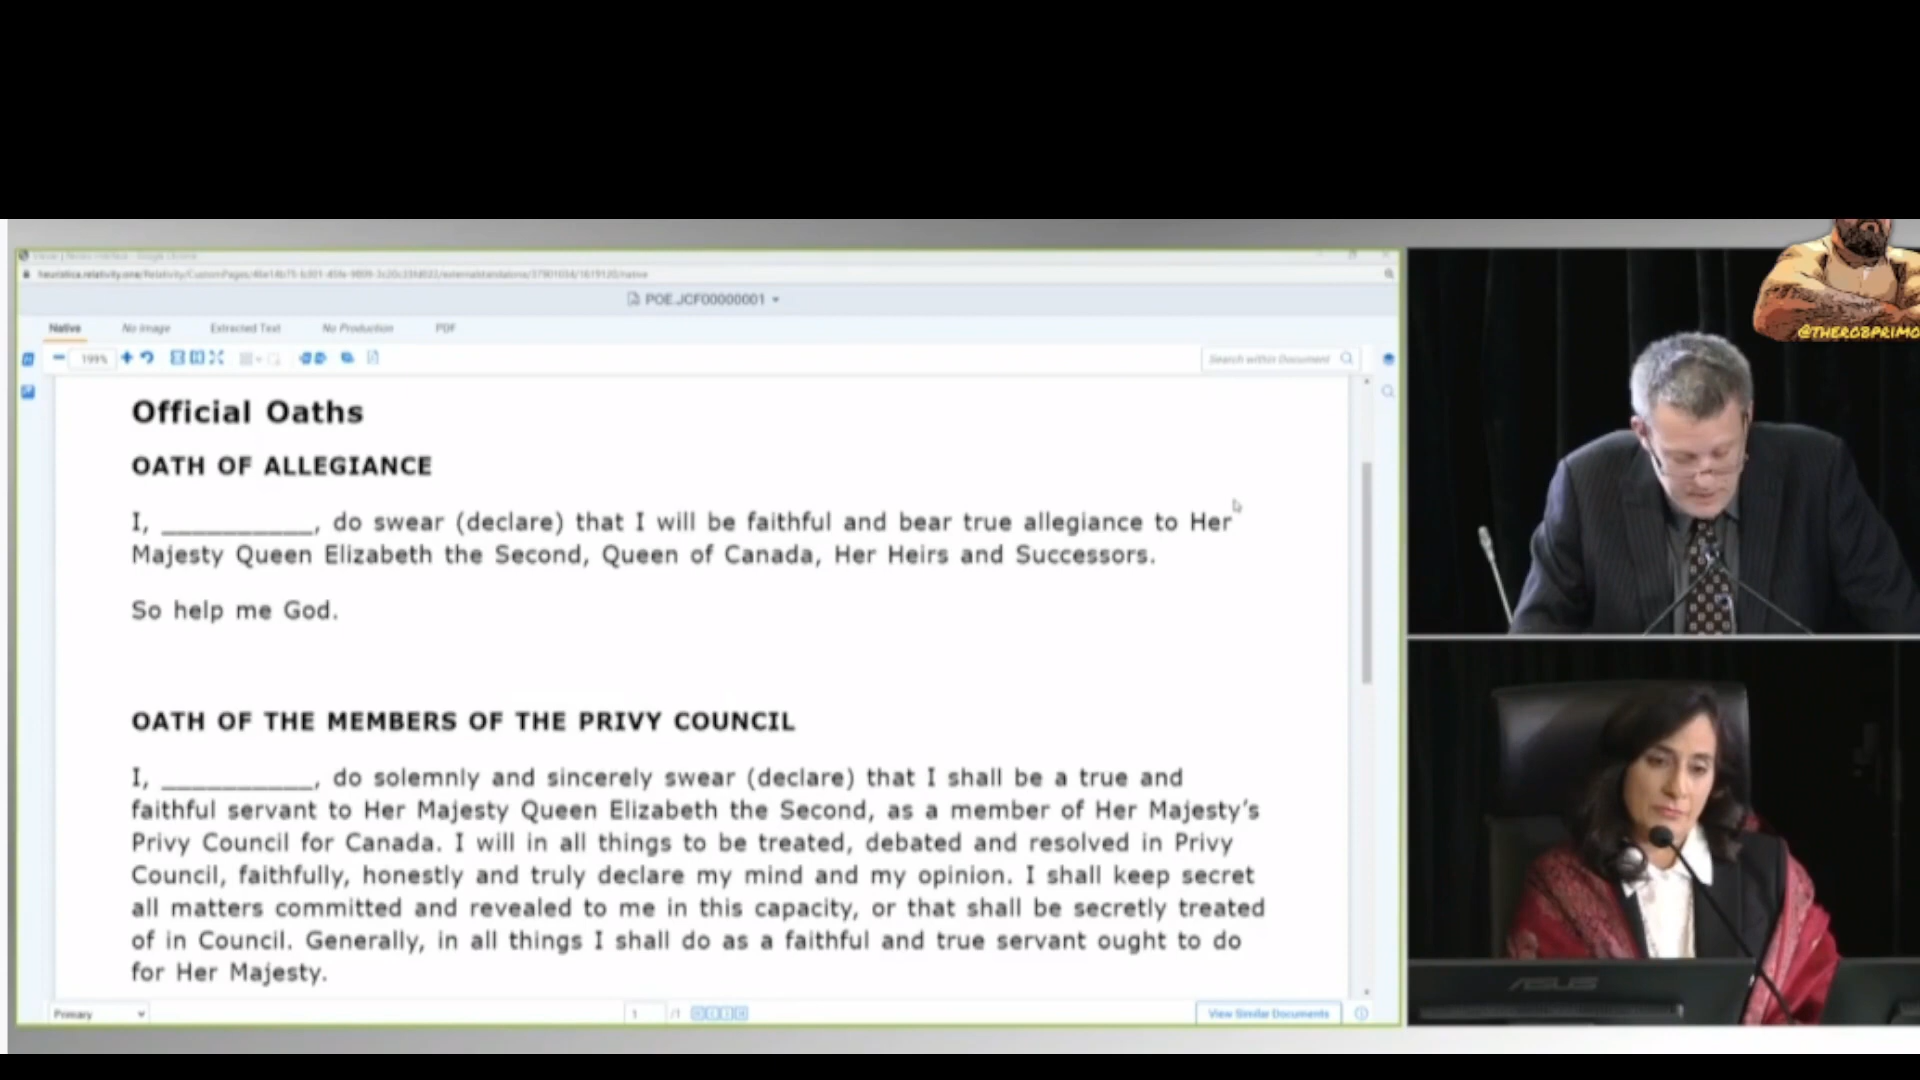 POE.JCF00000001
Native
No Image
Extracted Text
No Production
PDF
199%
Search within Document
Official Oaths
OATH OF ALLEGIANCE
I, ___________, do swear (declare) that I will be faithful and bear true allegiance to Her
Majesty Queen Elizabeth the Second, Queen of Canada, Her Heirs and Successors.
So help me God.
OATH OF THE MEMBERS OF THE PRIVY COUNCIL
I, ___________, do solemnly and sincerely swear (declare) that I shall be a true and
faithful servant to Her Majesty Queen Elizabeth the Second, as a member of Her Majesty’s
Privy Council for Canada. I will in all things to be treated, debated and resolved in Privy
Council, faithfully, honestly and truly declare my mind and my opinion. I shall keep secret
all matters committed and revealed to me in this capacity, or that shall be secretly treated
of in Council. Generally, in all things I shall do as a faithful and true servant ought to do
for Her Majesty.
Primary
1 /1
View Similar Documents
@THEROBPRIMO
ASUS